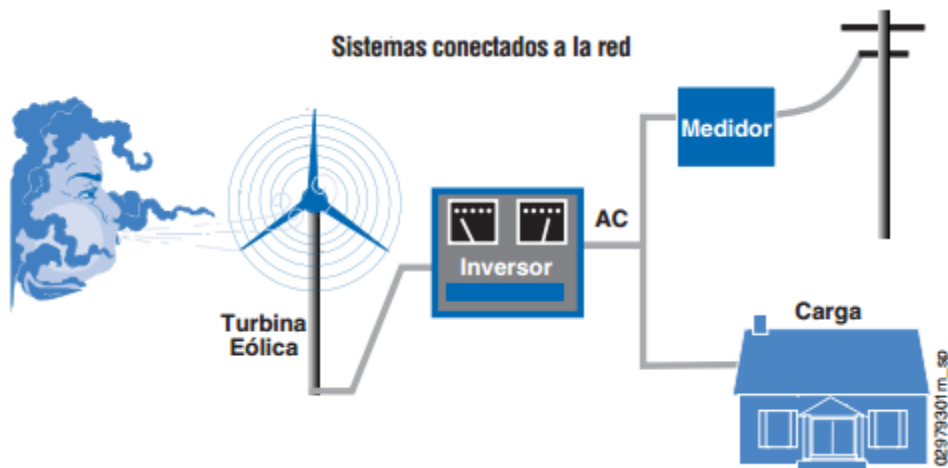 Sistemas conectados a la red
Medidor
AC
Inversor
Turbina
Eólica
Carga
02979301m_sp